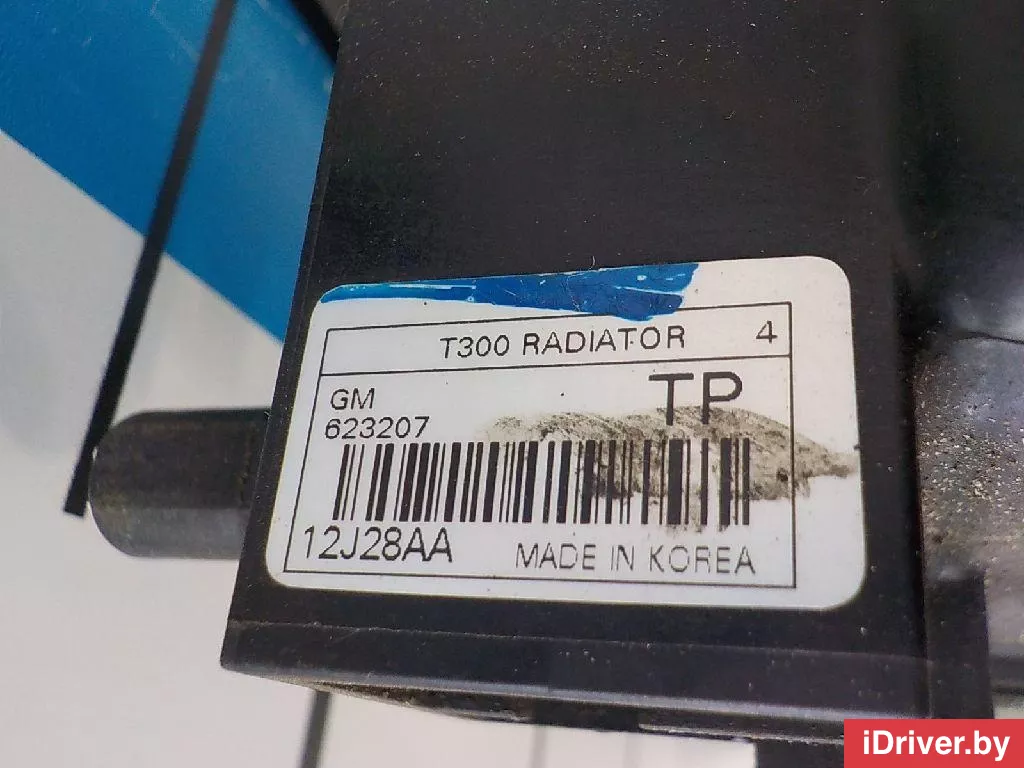 T300 RADIATOR 4
GM TP
623207
12J28AA MADE IN KOREA
iDriver.by